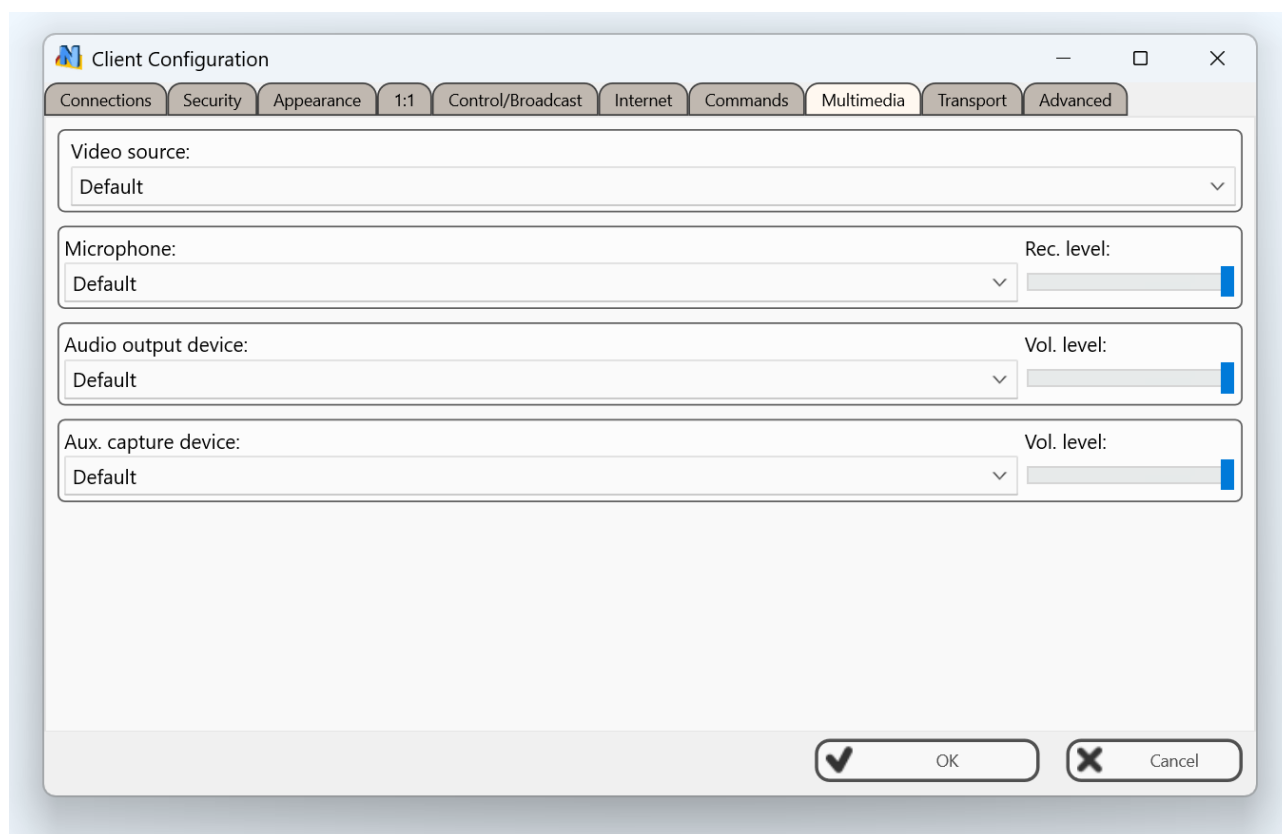 Client Configuration
Connections Security Appearance 1:1 Control/Broadcast Internet Commands Multimedia Transport Advanced
Video source:
Default
Microphone: Rec. level:
Default
Audio output device: Vol. level:
Default
Aux. capture device: Vol. level:
Default
OK Cancel